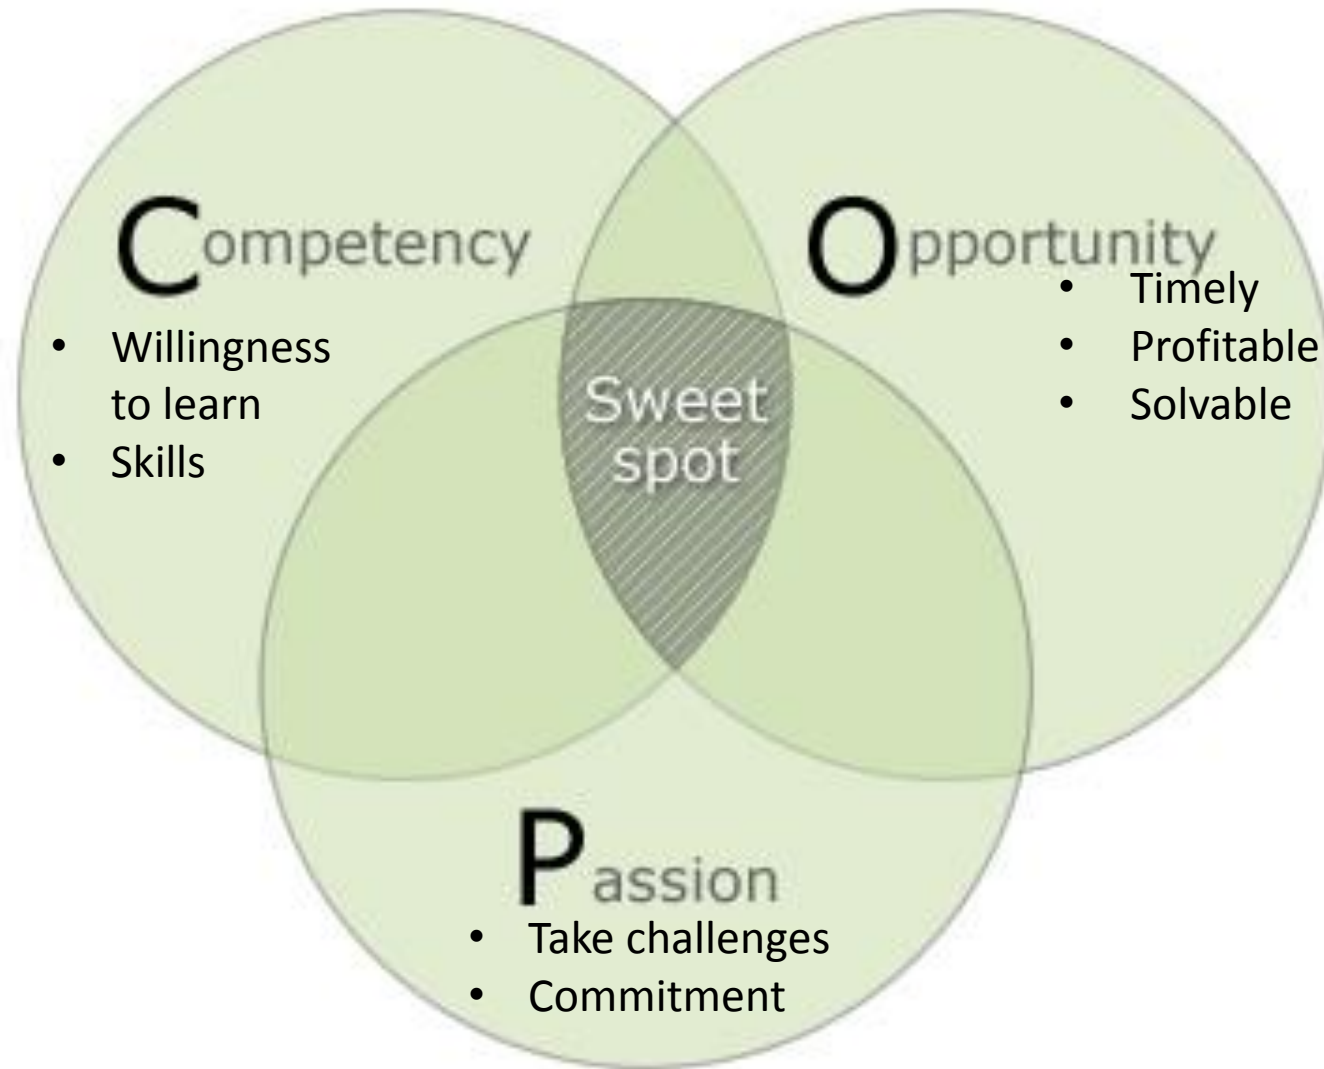 Competency
• Willingness
to learn
• Skills
Opportunity
• Timely
• Profitable
• Solvable
Sweet
spot
Passion
• Take challenges
• Commitment